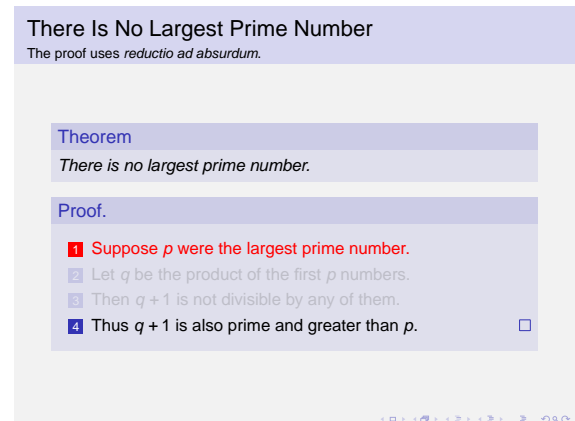 There Is No Largest Prime Number
The proof uses reductio ad absurdum.
Theorem
There is no largest prime number.
Proof.
1 Suppose p were the largest prime number.
2 Let q be the product of the first p numbers.
3 Then q + 1 is not divisible by any of them.
4 Thus q + 1 is also prime and greater than p.